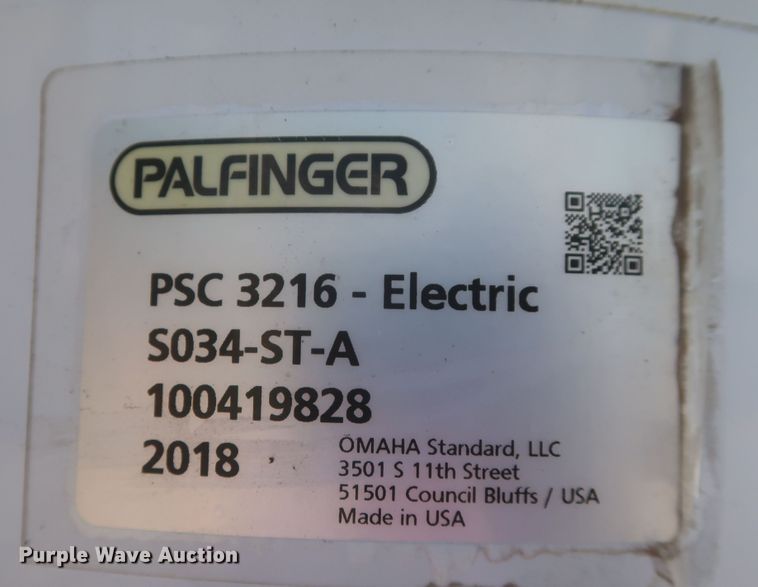 PALFINGER
PSC 3216 - Electric
S034-ST-A
100419828
2018
OMAHA Standard, LLC
3501 S 11th Street
51501 Council Bluffs / USA
Made in USA
Purple Wave Auction